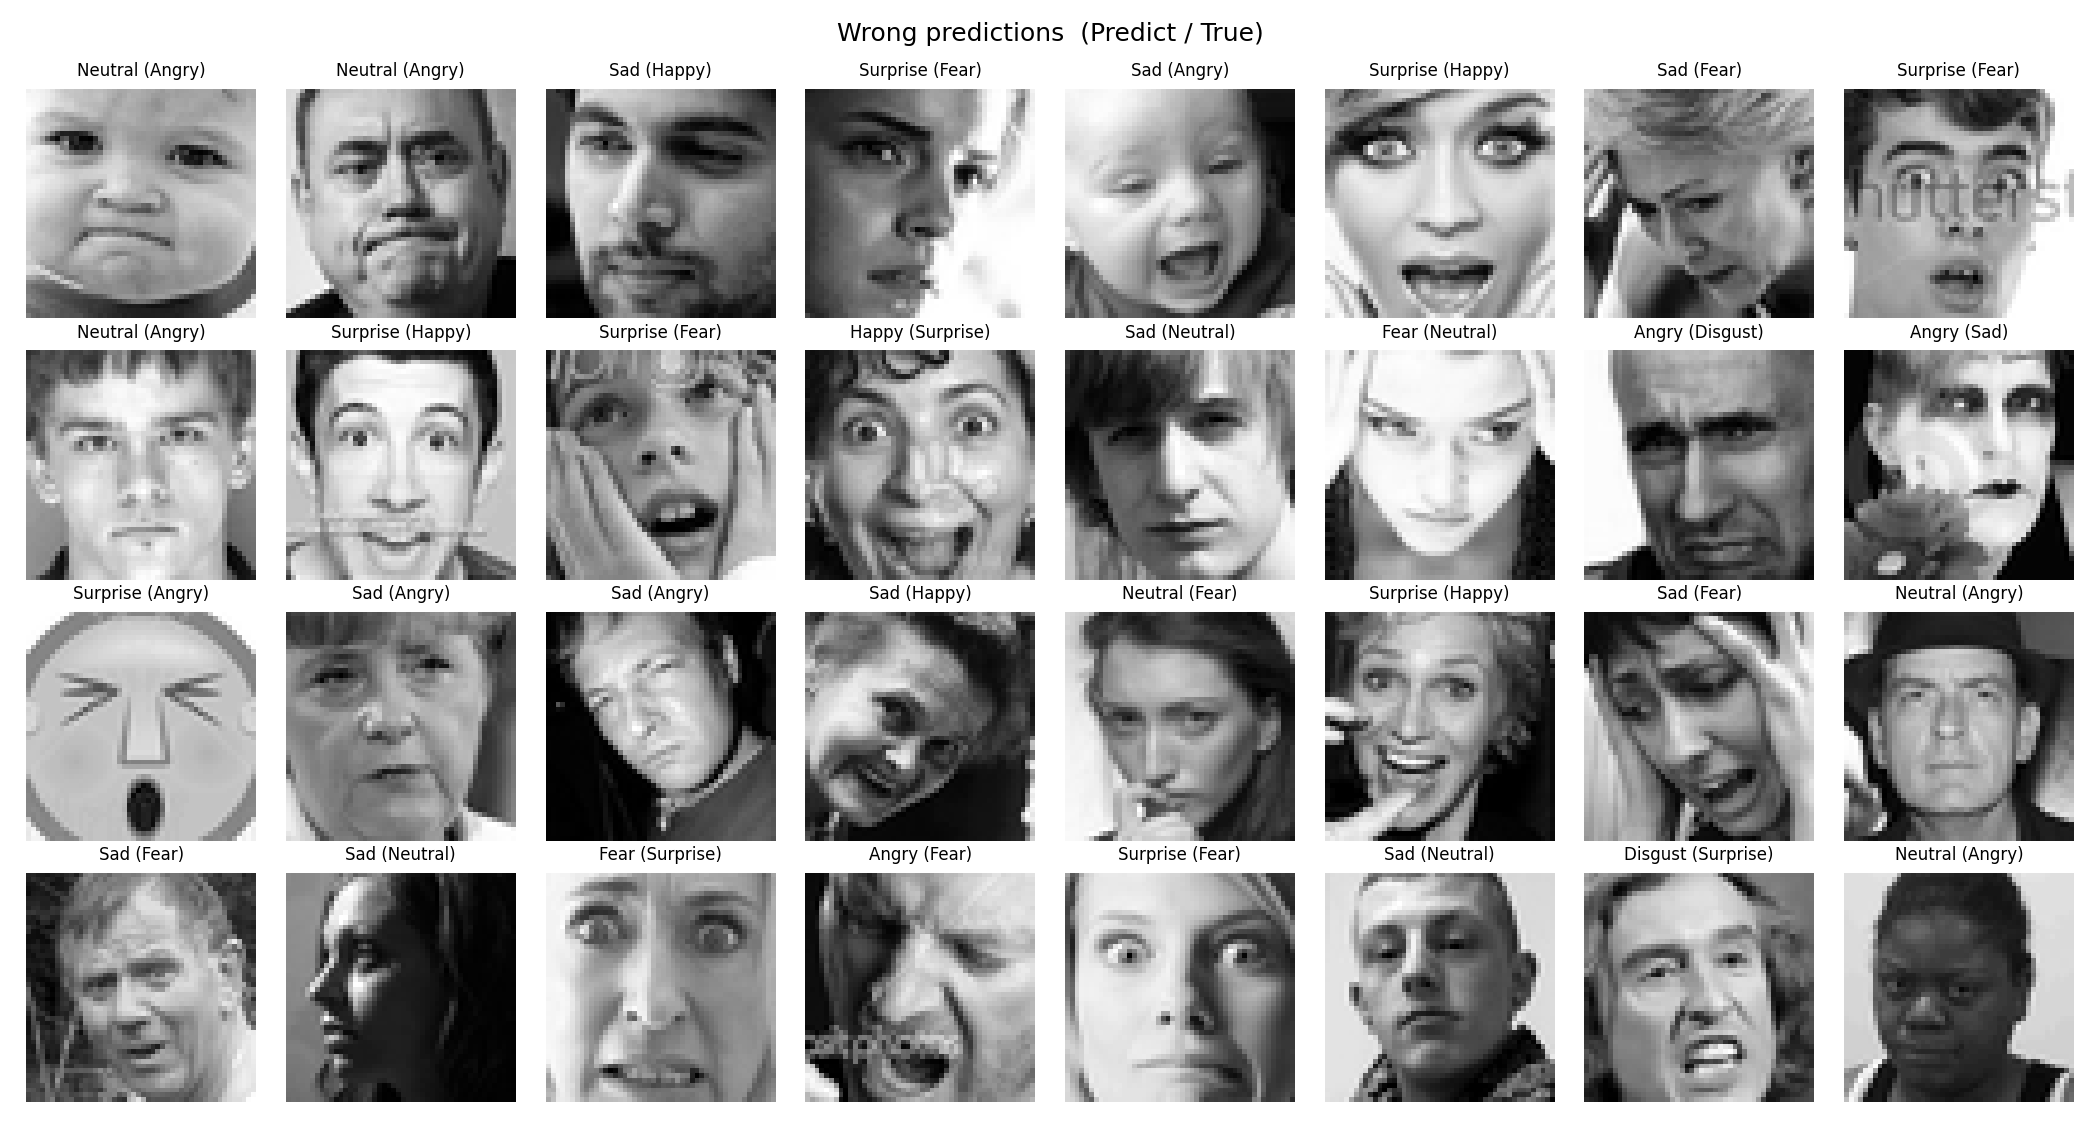 Wrong predictions  (Predict / True)
Neutral (Angry) Neutral (Angry) Sad (Happy) Surprise (Fear) Sad (Angry) Surprise (Happy) Sad (Fear) Surprise (Fear)
hutterst
Neutral (Angry) Surprise (Happy) Surprise (Fear) Happy (Surprise) Sad (Neutral) Fear (Neutral) Angry (Disgust) Angry (Sad)
Surprise (Angry) Sad (Angry) Sad (Angry) Sad (Happy) Neutral (Fear) Surprise (Happy) Sad (Fear) Neutral (Angry)
Sad (Fear) Sad (Neutral) Fear (Surprise) Angry (Fear) Surprise (Fear) Sad (Neutral) Disgust (Surprise) Neutral (Angry)